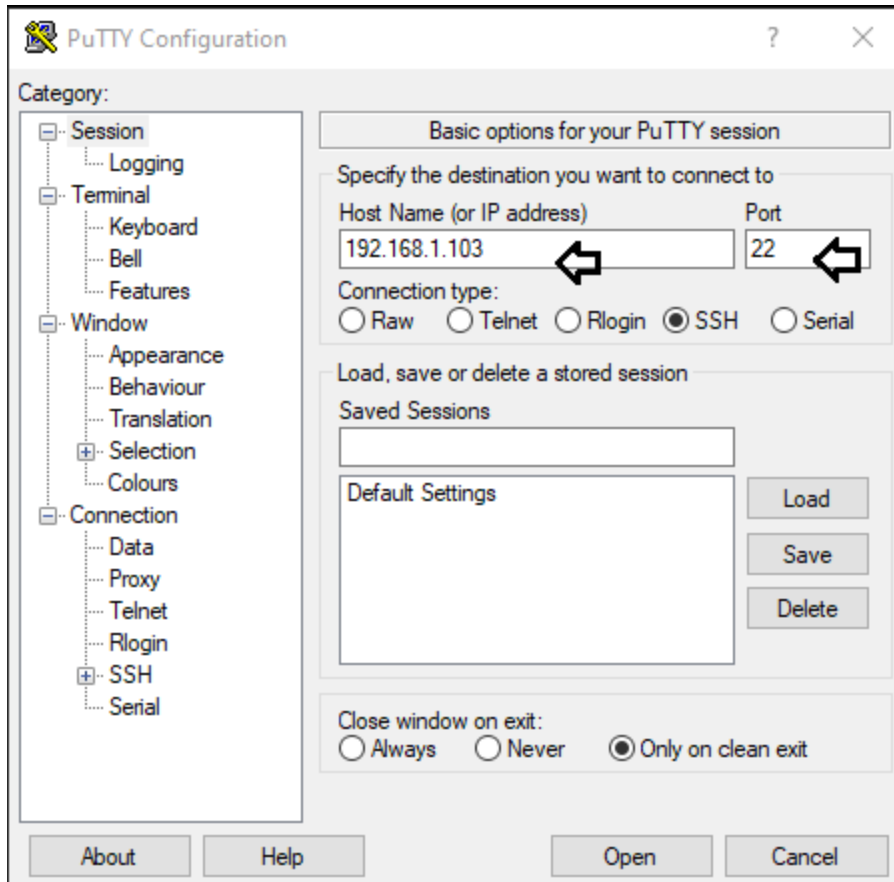 PuTTY Configuration
?
Category:
Session
Logging
Terminal
Keyboard
Bell
Features
Window
Appearance
Behaviour
Translation
Selection
Colours
Connection
Data
Proxy
Telnet
Rlogin
SSH
Serial
Basic options for your PuTTY session
Specify the destination you want to connect to
Host Name (or IP address) Port
192.168.1.103 22
Connection type:
Raw Telnet Rlogin SSH Serial
Load, save or delete a stored session
Saved Sessions
Default Settings
Load
Save
Delete
Close window on exit:
Always Never Only on clean exit
About Help Open Cancel